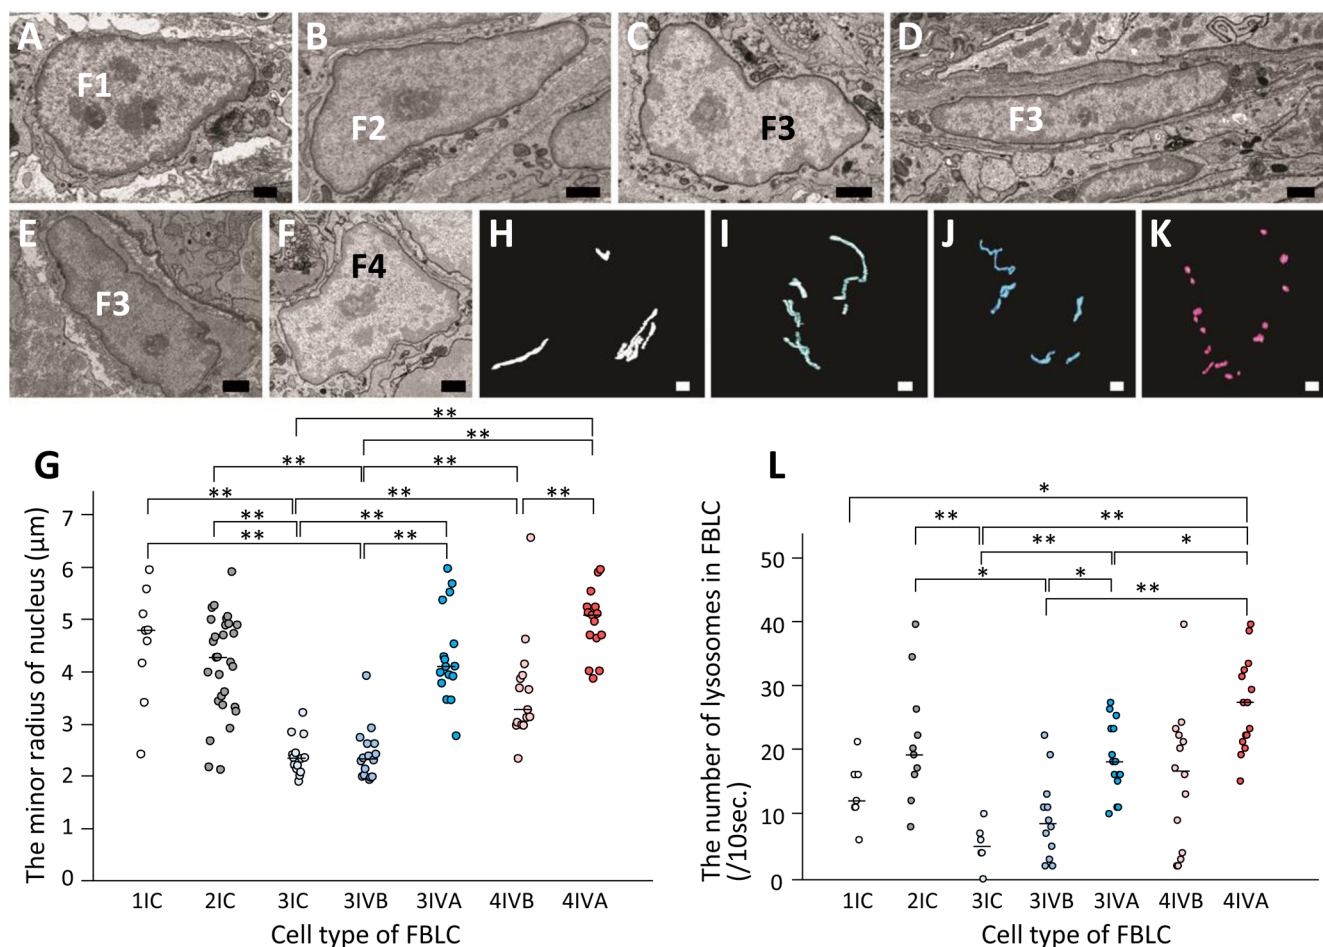 A
B
C
D
F1
F2
F3
F3
E
F
H
I
J
K
F3
F4
G
**
**
** **
** ** **
** **
** **
The minor radius of nucleus (μm)
7
6
5
4
3
2
1
0
1IC 2IC 3IC 3IVB 3IVA 4IVB 4IVA
Cell type of FBLC
L
*
** **
** *
* *
**
The number of lysosomes in FBLC
(/10sec.)
50
40
30
20
10
0
1IC 2IC 3IC 3IVB 3IVA 4IVB 4IVA
Cell type of FBLC